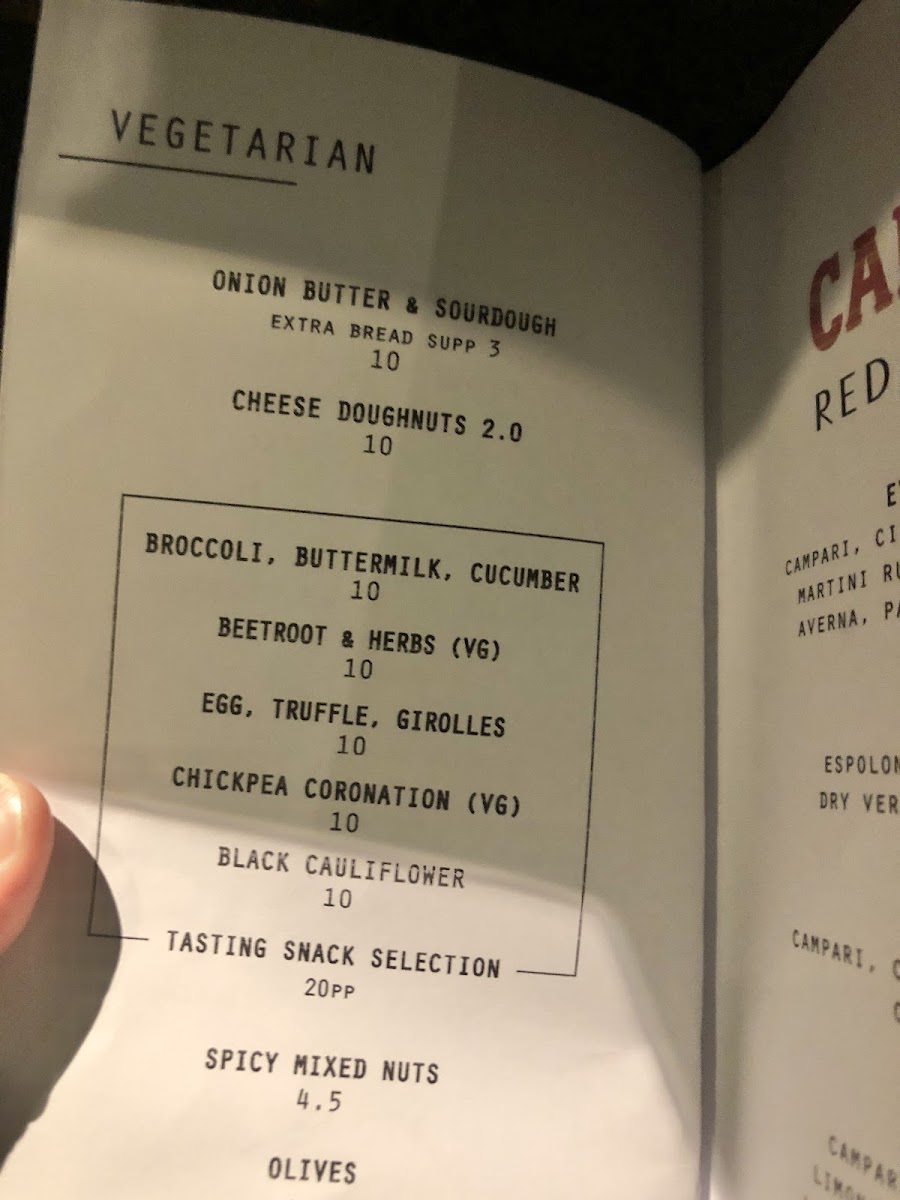 VEGETARIAN
ONION BUTTER & SOURDOUGH
EXTRA BREAD SUPP 3
10
CHEESE DOUGHNUTS 2.0
10
BROCCOLI, BUTTERMILK, CUCUMBER
10
BEETROOT & HERBS (VG)
10
EGG, TRUFFLE, GIROLLES
10
CHICKPEA CORONATION (VG)
10
BLACK CAULIFLOWER
10
TASTING SNACK SELECTION
20PP
SPICY MIXED NUTS
4.5
OLIVES
RED
CAMPARI,
MARTINI
AVERNA,
DRY
CAMPARI,